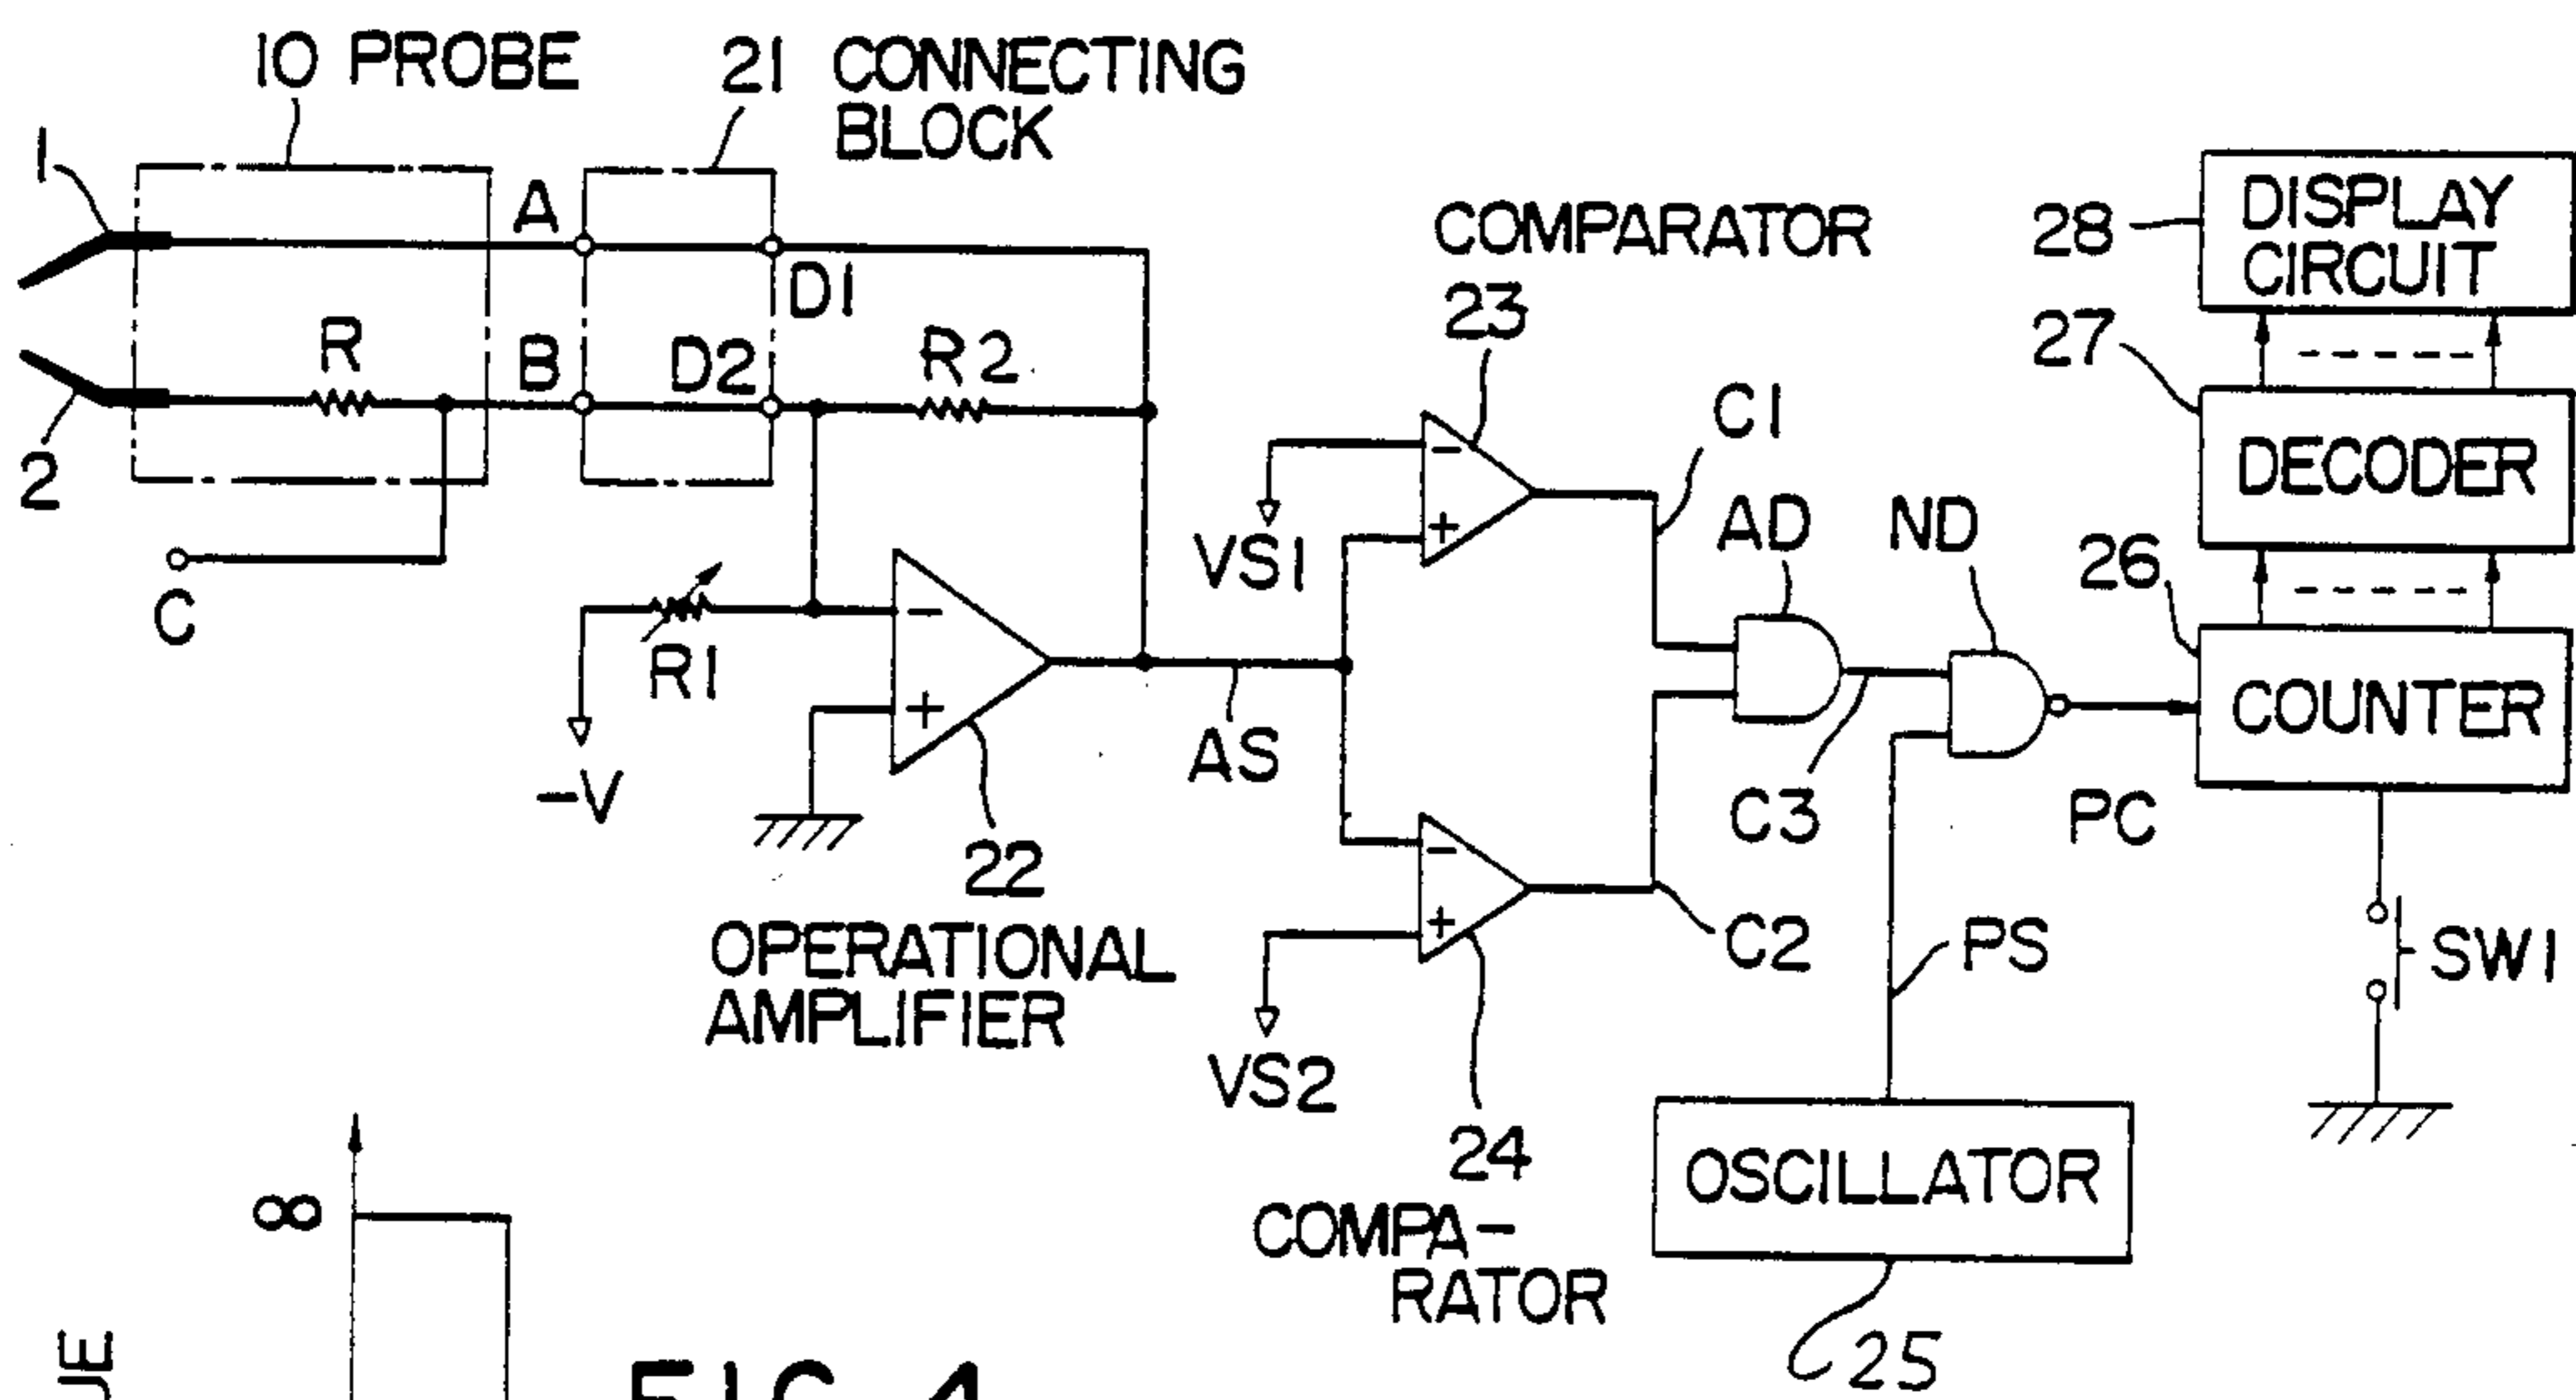 10 PROBE
21 CONNECTING
BLOCK
1
A
D1
R
B
D2
R2
2
C
R1
-V
-
+
22
OPERATIONAL
AMPLIFIER
AS
COMPARATOR
23
-
+
VS1
C1
AD
ND
C3
PC
-
+
C2
VS2
24
COMPA-
RATOR
PS
OSCILLATOR
25
28
DISPLAY
CIRCUIT
27
DECODER
26
COUNTER
SW1
∞